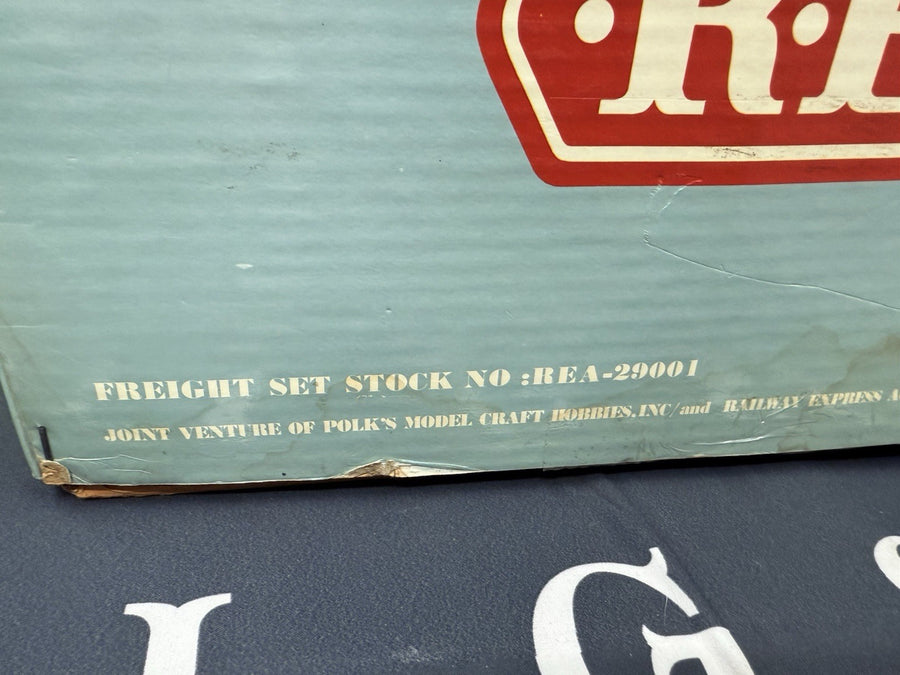 ·R·E
FREIGHT SET STOCK NO :REA-29001
JOINT VENTURE OF POLK'S MODEL CRAFT HOBBIES, INC/and RAILWAY EXPRESS A
G